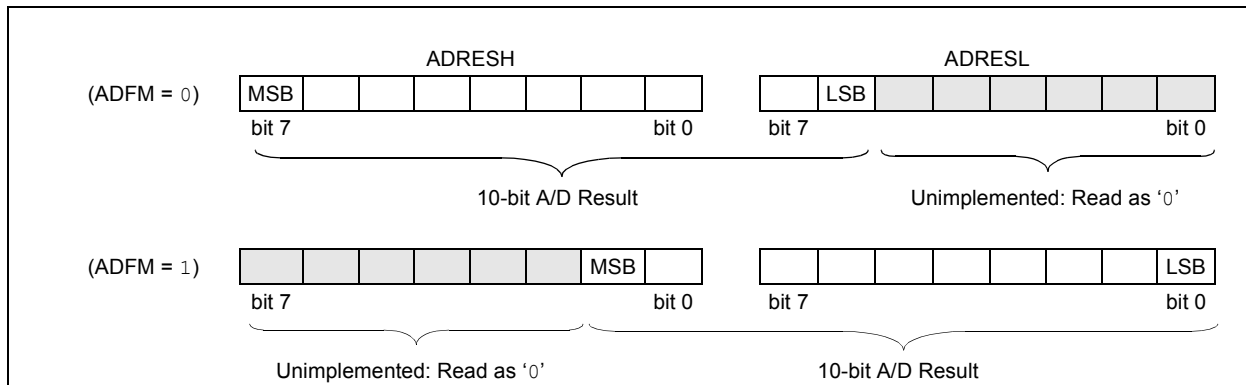 ADRESH ADRESL
(ADFM = 0) MSB LSB
bit 7 bit 0 bit 7 bit 0
10-bit A/D Result Unimplemented: Read as ‘0’
(ADFM = 1) MSB LSB
bit 7 bit 0 bit 7 bit 0
Unimplemented: Read as ‘0’ 10-bit A/D Result